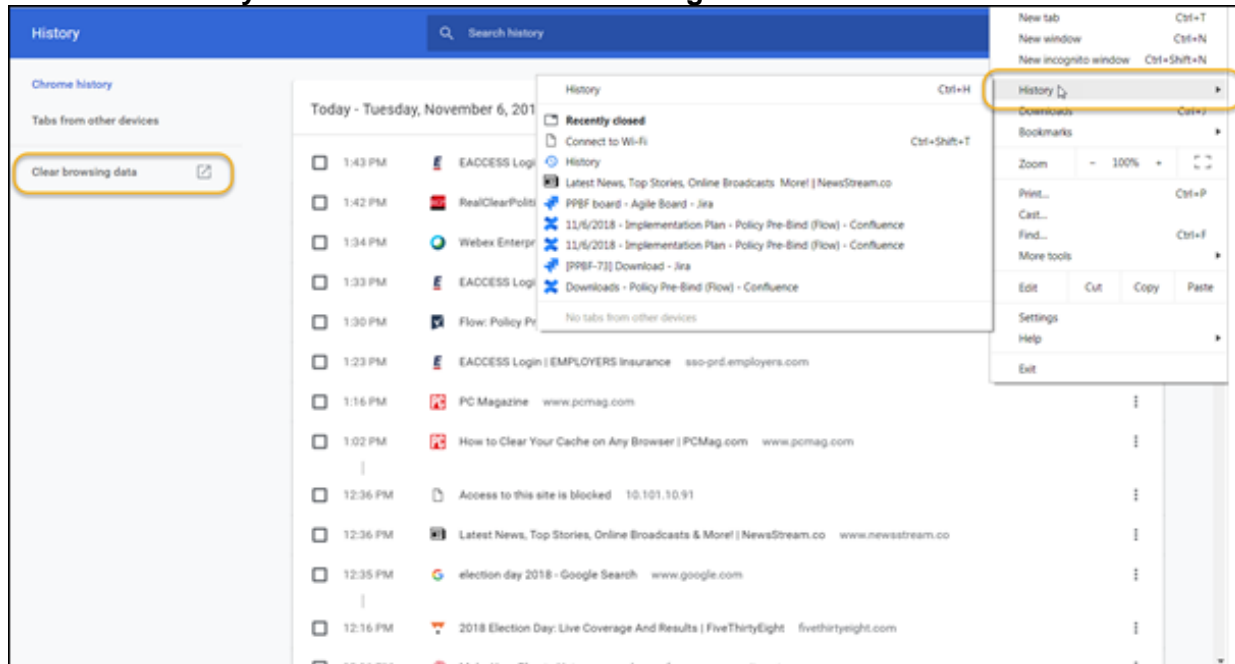 History
Search history
Chrome history
Tabs from other devices
Clear browsing data
Today - Tuesday, November 6, 201
1:43 PM EACCESS Logi
1:42 PM RealClearPoliti
1:34 PM Webex Enterpr
1:33 PM EACCESS Logi
1:30 PM Flow: Policy Pr
1:23 PM EACCESS Login | EMPLOYERS Insurance sso-prd.employers.com
1:16 PM PC Magazine www.pcmag.com
1:02 PM How to Clear Your Cache on Any Browser | PCMag.com www.pcmag.com
12:36 PM Access to this site is blocked 10.101.10.91
12:36 PM Latest News, Top Stories, Online Broadcasts & More! | NewsStream.co www.newsstream.co
12:35 PM election day 2018 - Google Search www.google.com
12:16 PM 2018 Election Day: Live Coverage And Results | FiveThirtyEight fivethirtyeight.com
History Ctrl+H
Recently closed
Connect to Wi-Fi Ctrl+Shift+T
History
Latest News, Top Stories, Online Broadcasts More! | NewsStream.co
PPBF board - Agile Board - Jira
11/6/2018 - Implementation Plan - Policy Pre-Bind (Flow) - Confluence
11/6/2018 - Implementation Plan - Policy Pre-Bind (Flow) - Confluence
[PPBF-73] Download - Jira
Downloads - Policy Pre-Bind (Flow) - Confluence
No tabs from other devices
New tab Ctrl+T
New window Ctrl+N
New incognito window Ctrl+Shift+N
History
Downloads Ctrl+J
Bookmarks
Zoom - 100% +
Print... Ctrl+P
Cast...
Find... Ctrl+F
More tools
Edit Cut Copy Paste
Settings
Help
Exit